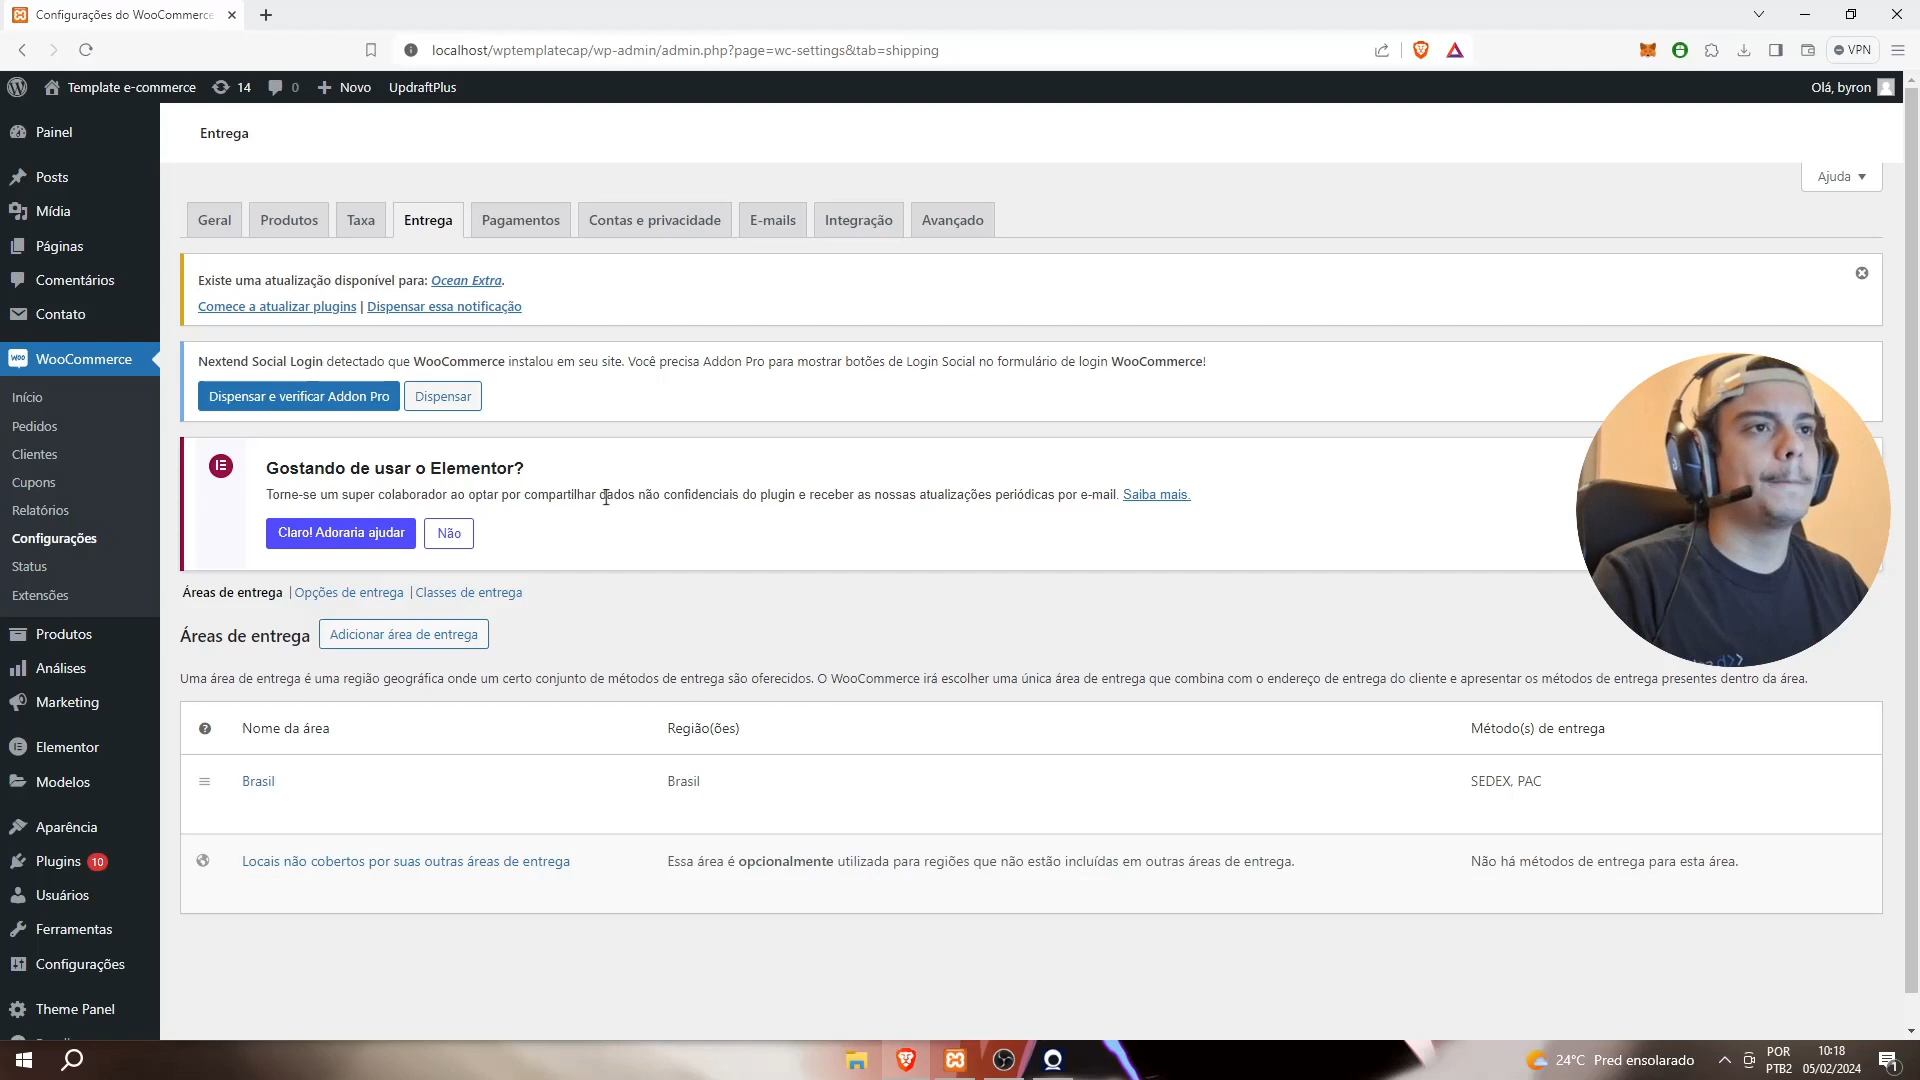 Configurações do WooCommerce
localhost/wptemplatecap/wp-admin/admin.php?page=wc-settings&tab=shipping
VPN
Template e-commerce
14
0
Novo
UpdraftPlus
Olá, byron
Painel
Posts
Mídia
Páginas
Comentários
Contato
WooCommerce
Início
Pedidos
Clientes
Cupons
Relatórios
Configurações
Status
Extensões
Produtos
Análises
Marketing
Elementor
Modelos
Aparência
Plugins 10
Usuários
Ferramentas
Configurações
Theme Panel
Entrega
Ajuda
Geral
Produtos
Taxa
Entrega
Pagamentos
Contas e privacidade
E-mails
Integração
Avançado
Existe uma atualização disponível para: Ocean Extra.
Comece a atualizar plugins | Dispensar essa notificação
Nextend Social Login detectado que WooCommerce instalou em seu site. Você precisa Addon Pro para mostrar botões de Login Social no formulário de login WooCommerce!
Dispensar e verificar Addon Pro
Dispensar
Gostando de usar o Elementor?
Torne-se um super colaborador ao optar por compartilhar dados não confidenciais do plugin e receber as nossas atualizações periódicas por e-mail. Saiba mais.
Claro! Adoraria ajudar
Não
Áreas de entrega | Opções de entrega | Classes de entrega
Áreas de entrega
Adicionar área de entrega
Uma área de entrega é uma região geográfica onde um certo conjunto de métodos de entrega são oferecidos. O WooCommerce irá escolher uma única área de entrega que combina com o endereço de entrega do cliente e apresentar os métodos de entrega presentes dentro da área.
Nome da área
Região(ões)
Método(s) de entrega
Brasil
Brasil
SEDEX, PAC
Locais não cobertos por suas outras áreas de entrega
Essa área é opcionalmente utilizada para regiões que não estão incluídas em outras áreas de entrega.
Não há métodos de entrega para esta área.
24°C Pred ensolarado
POR
PTB2
10:18
05/02/2024
1